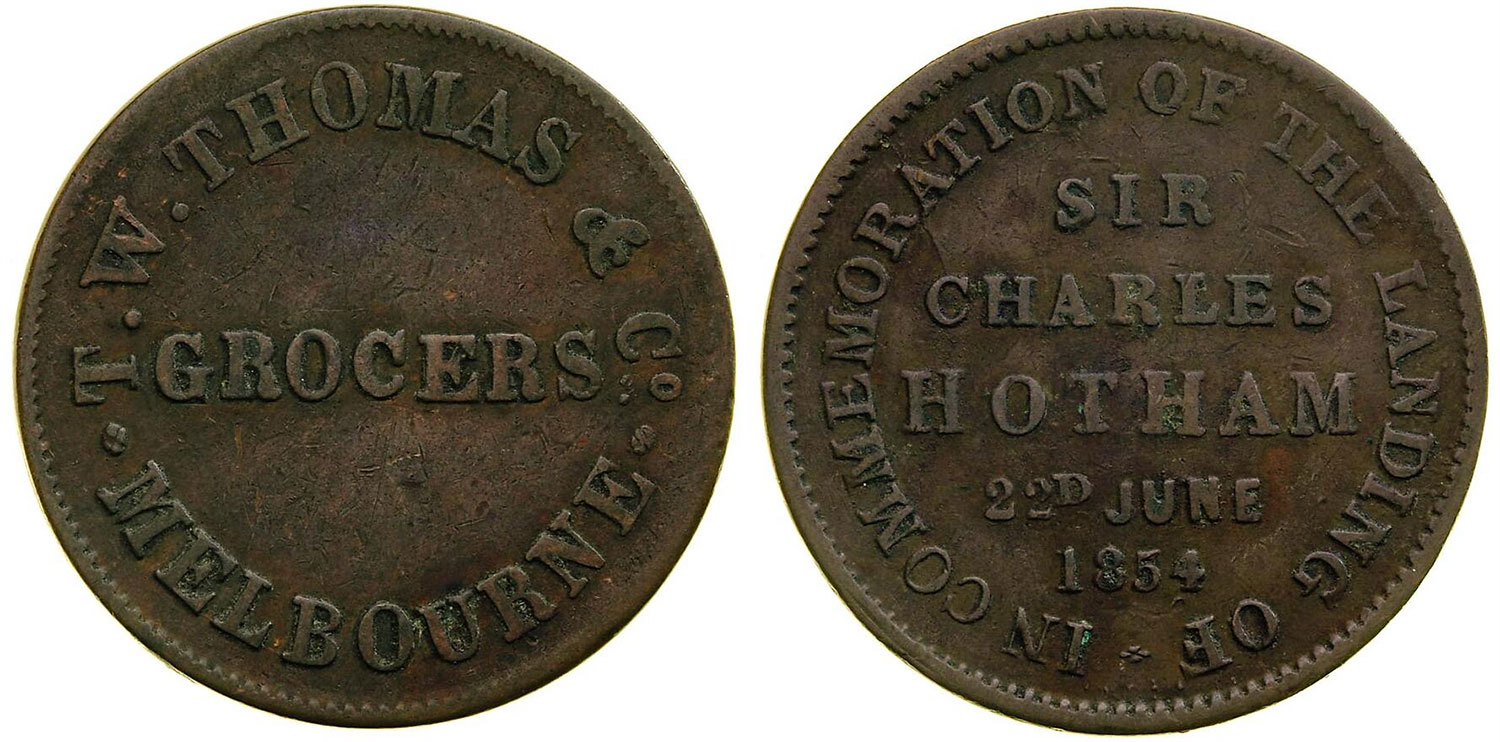 T. W. THOMAS & Co.
GROCERS
MELBOURNE
IN COMMEMORATION OF THE LANDING OF
SIR
CHARLES
HOTHAM
22D JUNE
1854